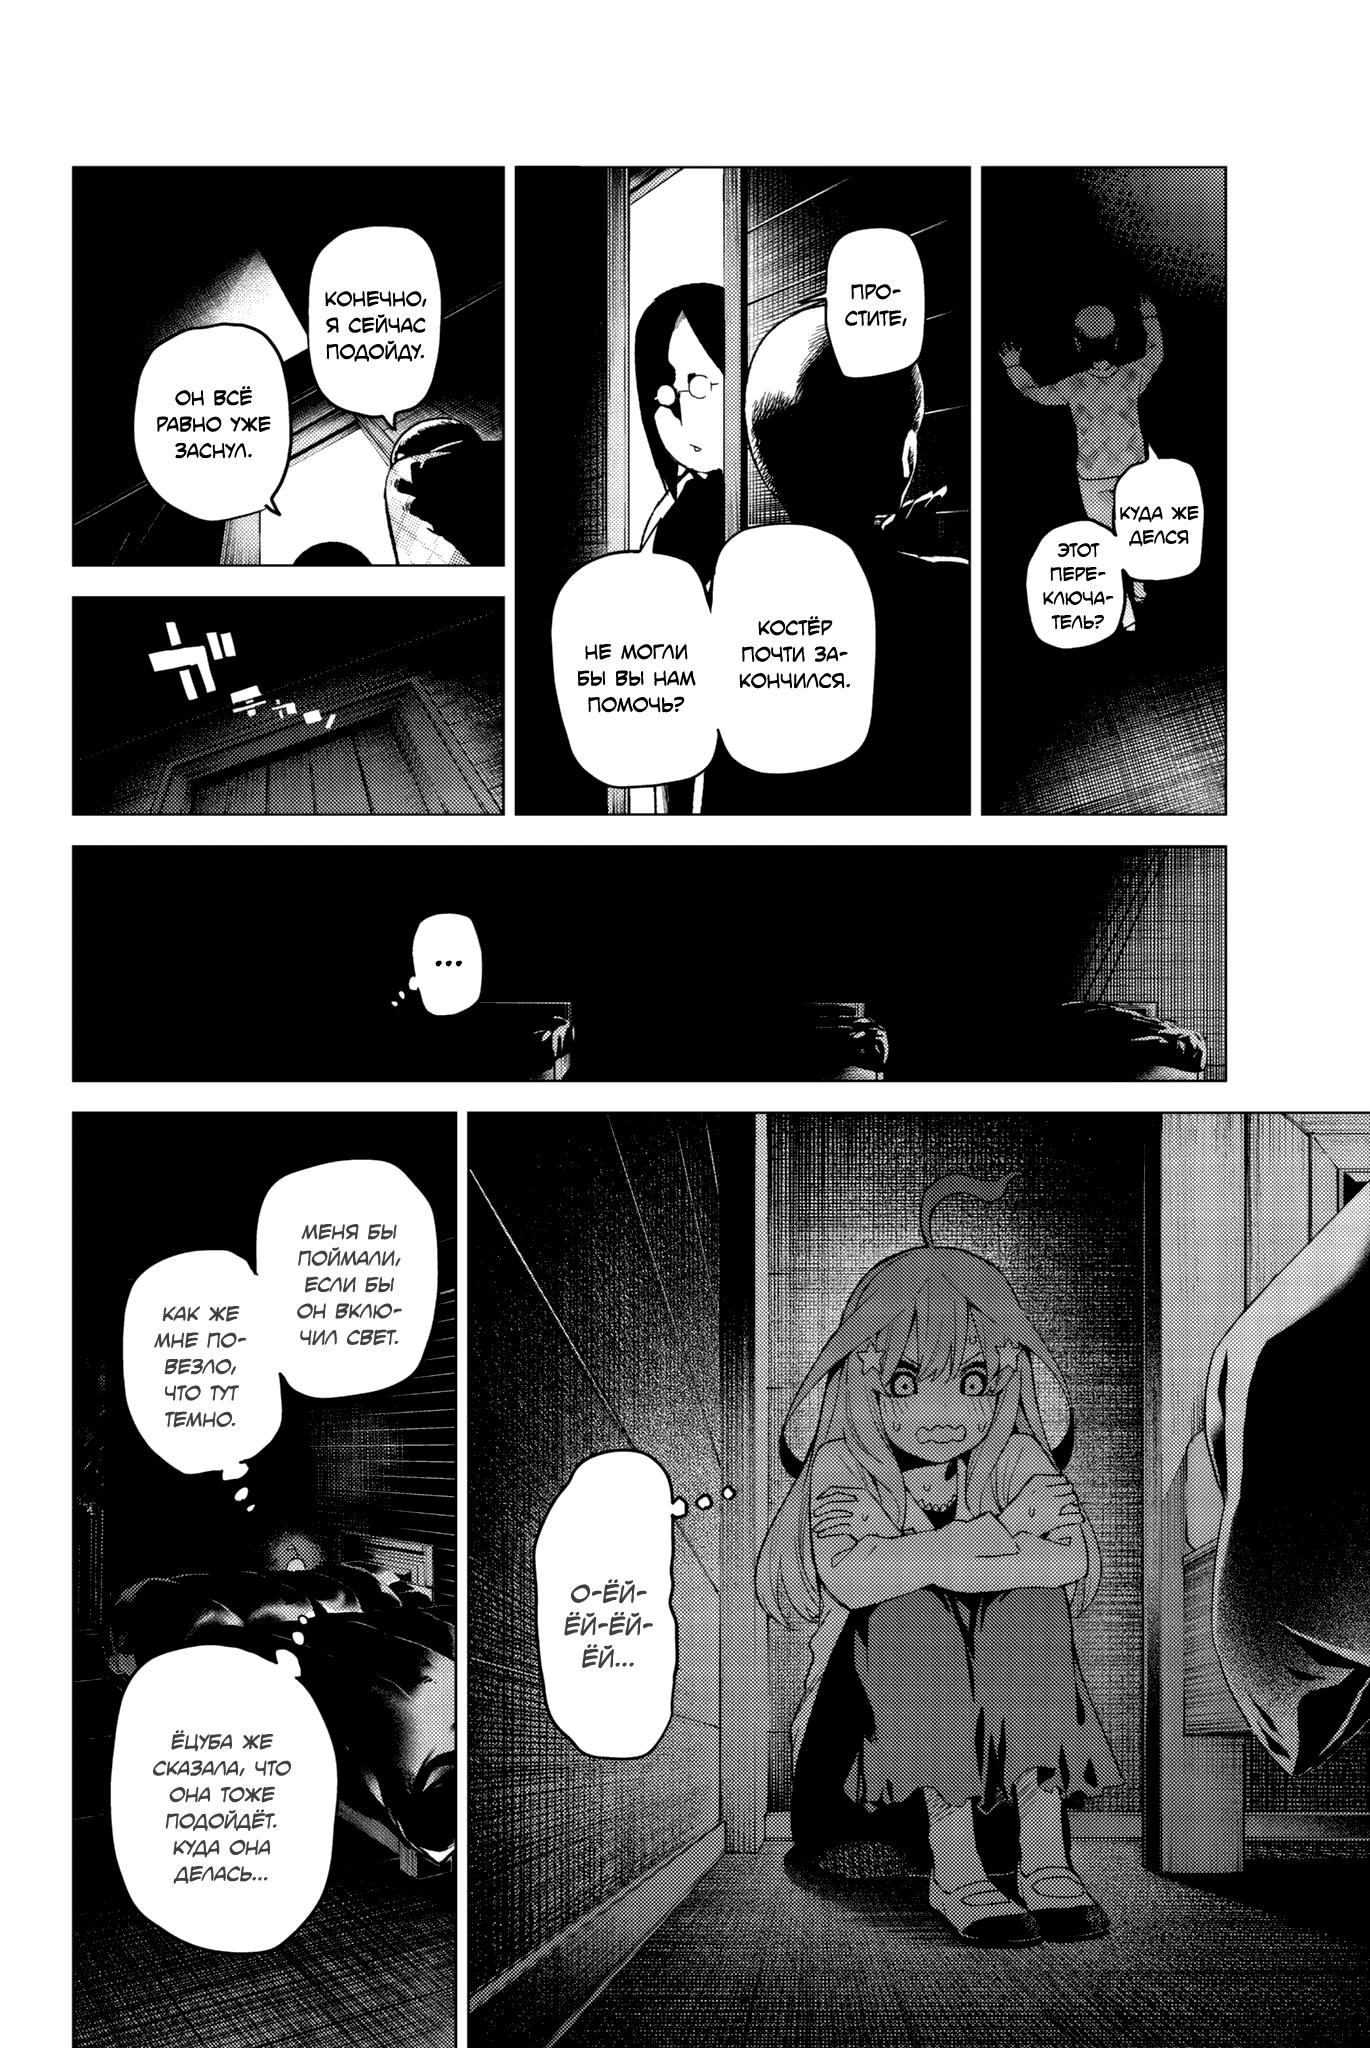 КУДА ЖЕ
ДЕЛСЯ
ЭТОТ
ПЕРЕ-
КЛЮЧА-
ТЕЛЬ?
ПРО-
СТИТЕ,
КОСТЁР
ПОЧТИ ЗА-
КОНЧИЛСЯ.
НЕ МОГЛИ
БЫ ВЫ НАМ
ПОМОЧЬ?
КОНЕЧНО,
Я СЕЙЧАС
ПОДОЙДУ.
ОН ВСЁ
РАВНО УЖЕ
ЗАСНУЛ.
...
О-ЁЙ-
ЁЙ-ЁЙ-
ЁЙ...
МЕНЯ БЫ
ПОЙМАЛИ,
ЕСЛИ БЫ
ОН ВКЛЮ-
ЧИЛ СВЕТ.
КАК ЖЕ
МНЕ ПО-
ВЕЗЛО,
ЧТО ТУТ
ТЕМНО.
ЁЦУБА ЖЕ
СКАЗАЛА, ЧТО
ОНА ТОЖЕ
ПОДОЙДЁТ.
КУДА ОНА
ДЕЛАСЬ...